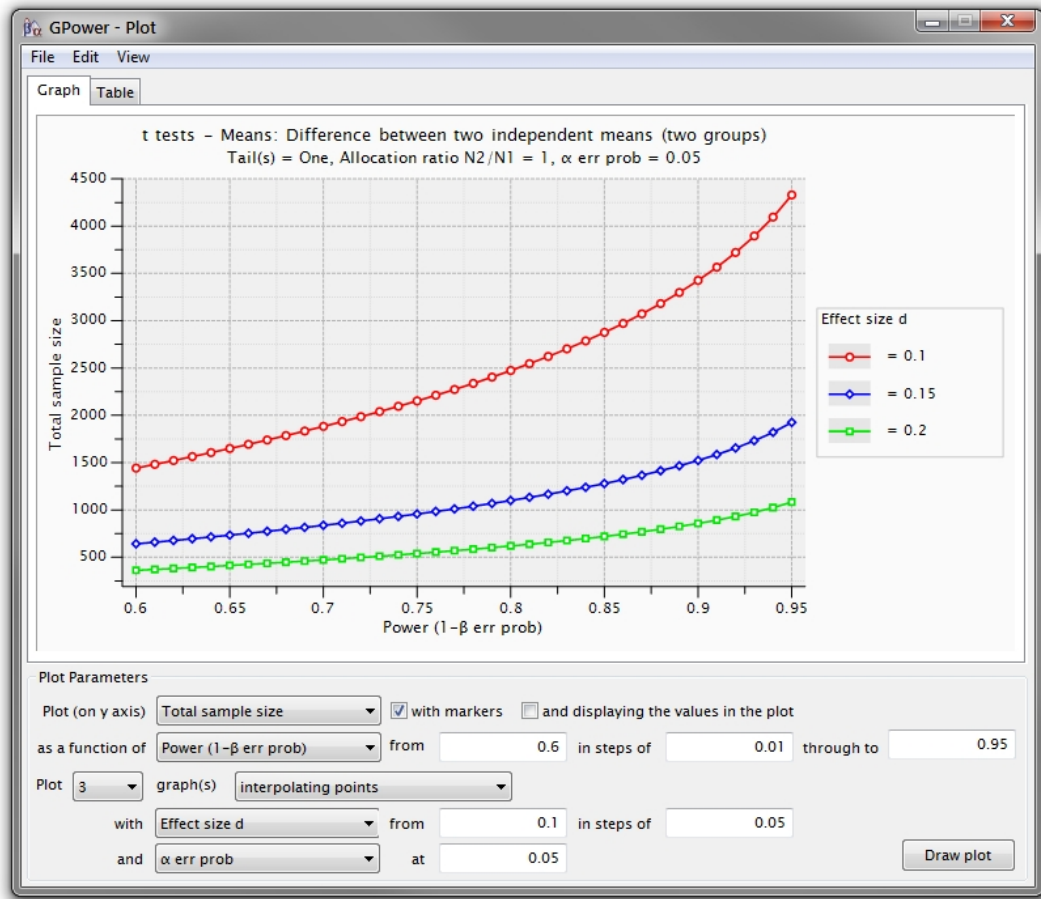 GPower - Plot
File Edit View
Graph Table
t tests - Means: Difference between two independent means (two groups)
Tail(s) = One, Allocation ratio N2/N1 = 1, α err prob = 0.05
Total sample size
4500
4000
3500
3000
2500
2000
1500
1000
500
0.6 0.65 0.7 0.75 0.8 0.85 0.9 0.95
Power (1-β err prob)
Effect size d
= 0.1
= 0.15
= 0.2
Plot Parameters
Plot (on y axis) Total sample size with markers and displaying the values in the plot
as a function of Power (1-β err prob) from 0.6 in steps of 0.01 through to 0.95
Plot 3 graph(s) interpolating points
with Effect size d from 0.1 in steps of 0.05
and α err prob at 0.05
Draw plot